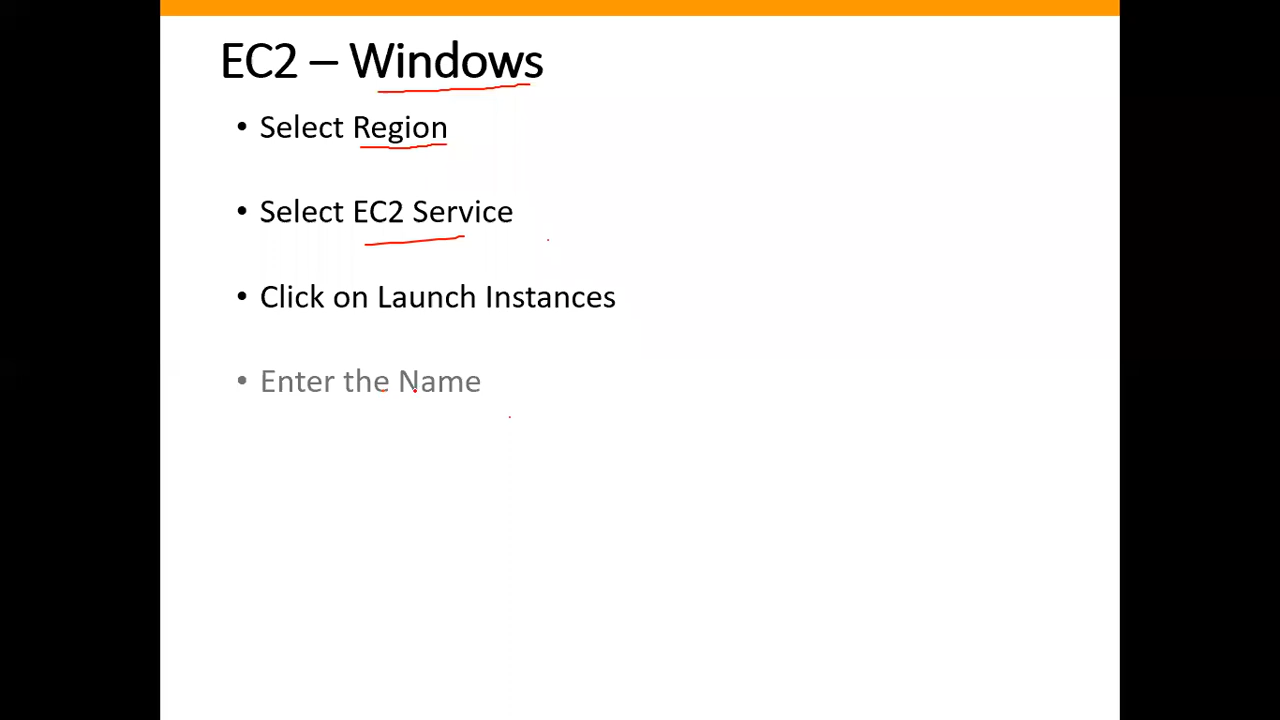 EC2 – Windows
• Select Region
• Select EC2 Service
• Click on Launch Instances
• Enter the Name